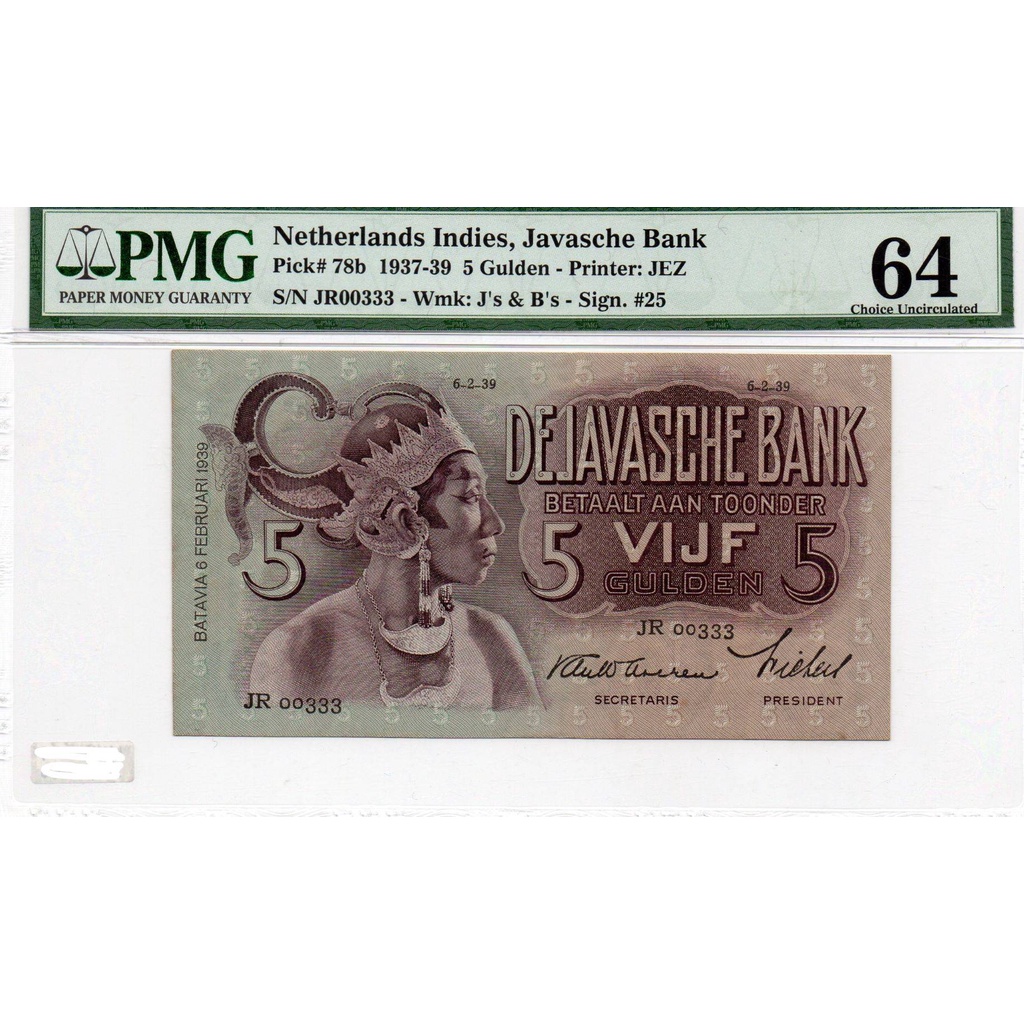 PMG
PAPER MONEY GUARANTY
Netherlands Indies, Javasche Bank
Pick# 78b 1937-39 5 Gulden - Printer: JEZ
S/N JR00333 - Wmk: J's & B's - Sign. #25
64
Choice Uncirculated
6-2-39
6-2-39
BATAVIA 6 FEBRUARI 1939
DE JAVASCHE BANK
BETAALT AAN TOONDER
5
5 VIJF 5
GULDEN
JR 00333
SECRETARIS
PRESIDENT
JR 00333